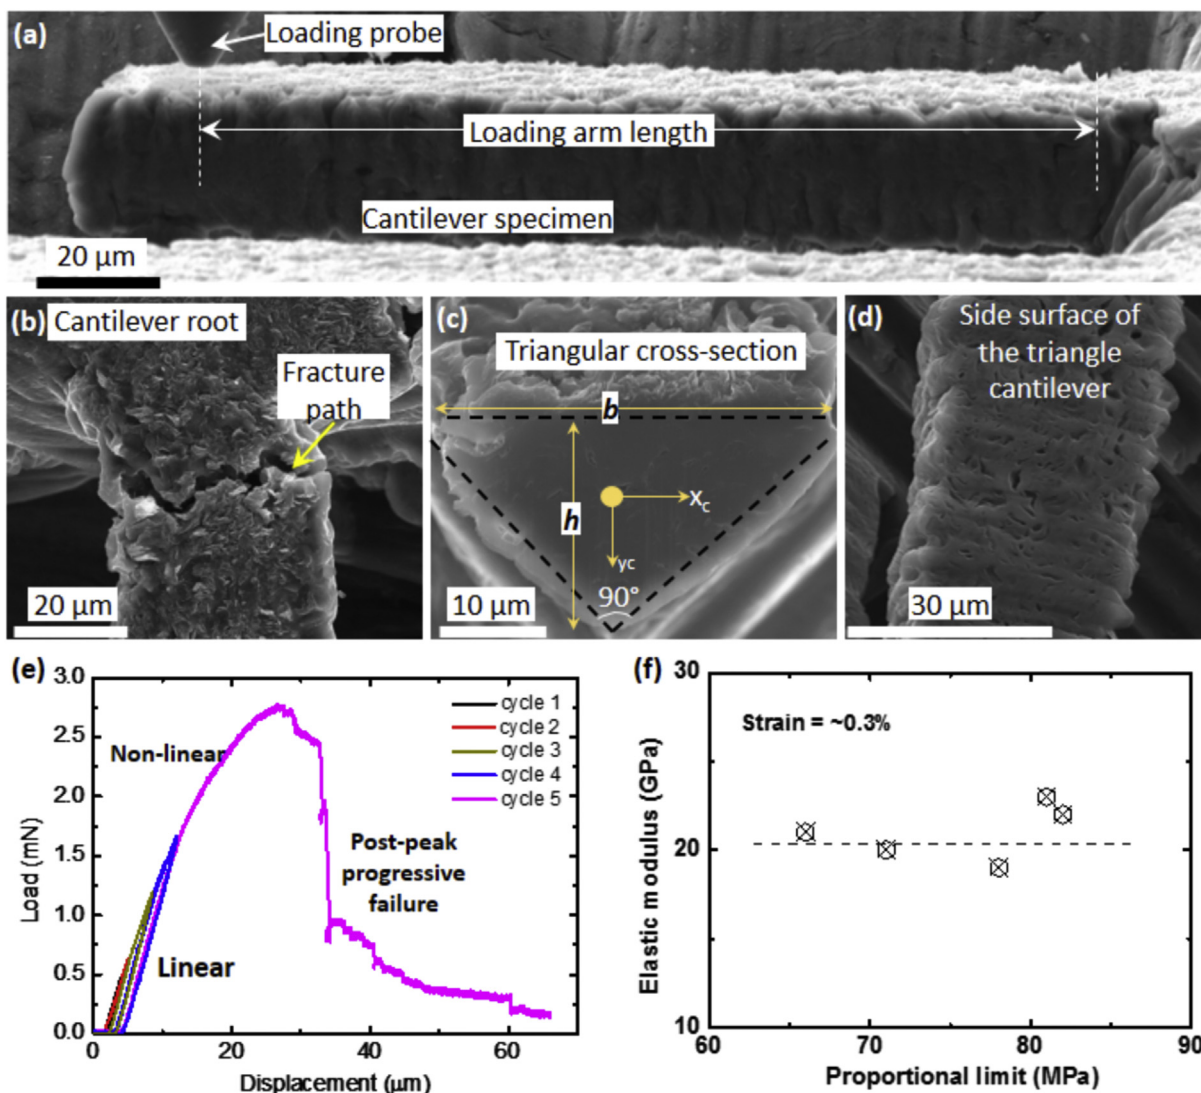 (a)
Loading probe
Loading arm length
Cantilever specimen
20 μm
(b) Cantilever root
Fracture
path
20 μm
(c)
Triangular cross-section
b
h
Xc
yc
90°
10 μm
(d)
Side surface of
the triangle
cantilever
30 μm
(e)
3.0
2.5
2.0
1.5
1.0
0.5
0.0
Load (mN)
0 20 40 60
Displacement (μm)
Non-linear
Linear
Post-peak
progressive
failure
cycle 1
cycle 2
cycle 3
cycle 4
cycle 5
(f)
30
20
10
Elastic modulus (GPa)
Strain = ~0.3%
60 70 80 90
Proportional limit (MPa)